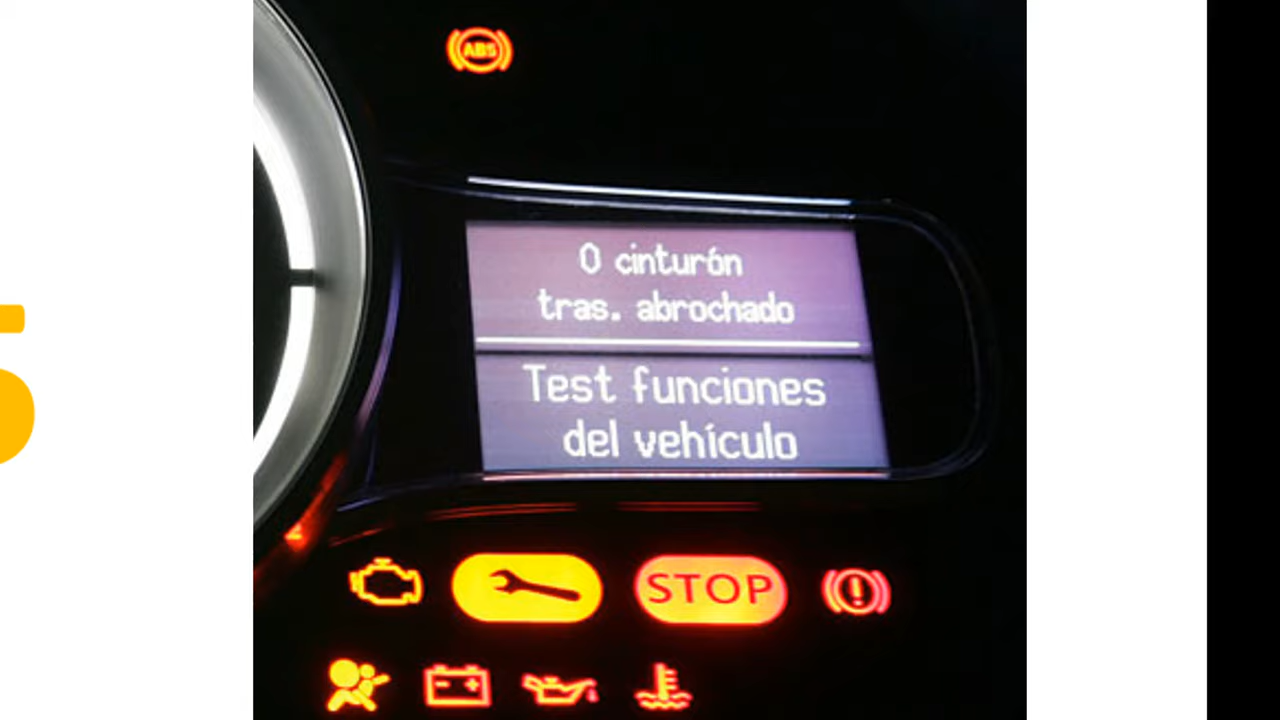 ABS
0 cinturón
tras. abrochado
Test funciones
del vehículo
STOP